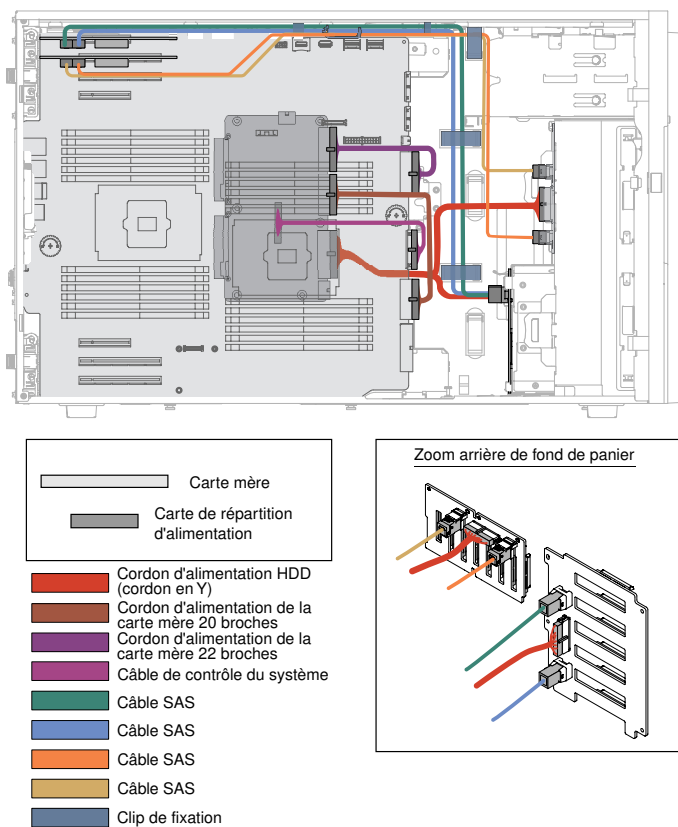 Carte mère
Carte de répartition
d'alimentation
Cordon d'alimentation HDD
(cordon en Y)
Cordon d'alimentation de la
carte mère 20 broches
Cordon d'alimentation de la
carte mère 22 broches
Câble de contrôle du système
Câble SAS
Câble SAS
Câble SAS
Câble SAS
Clip de fixation
Zoom arrière de fond de panier